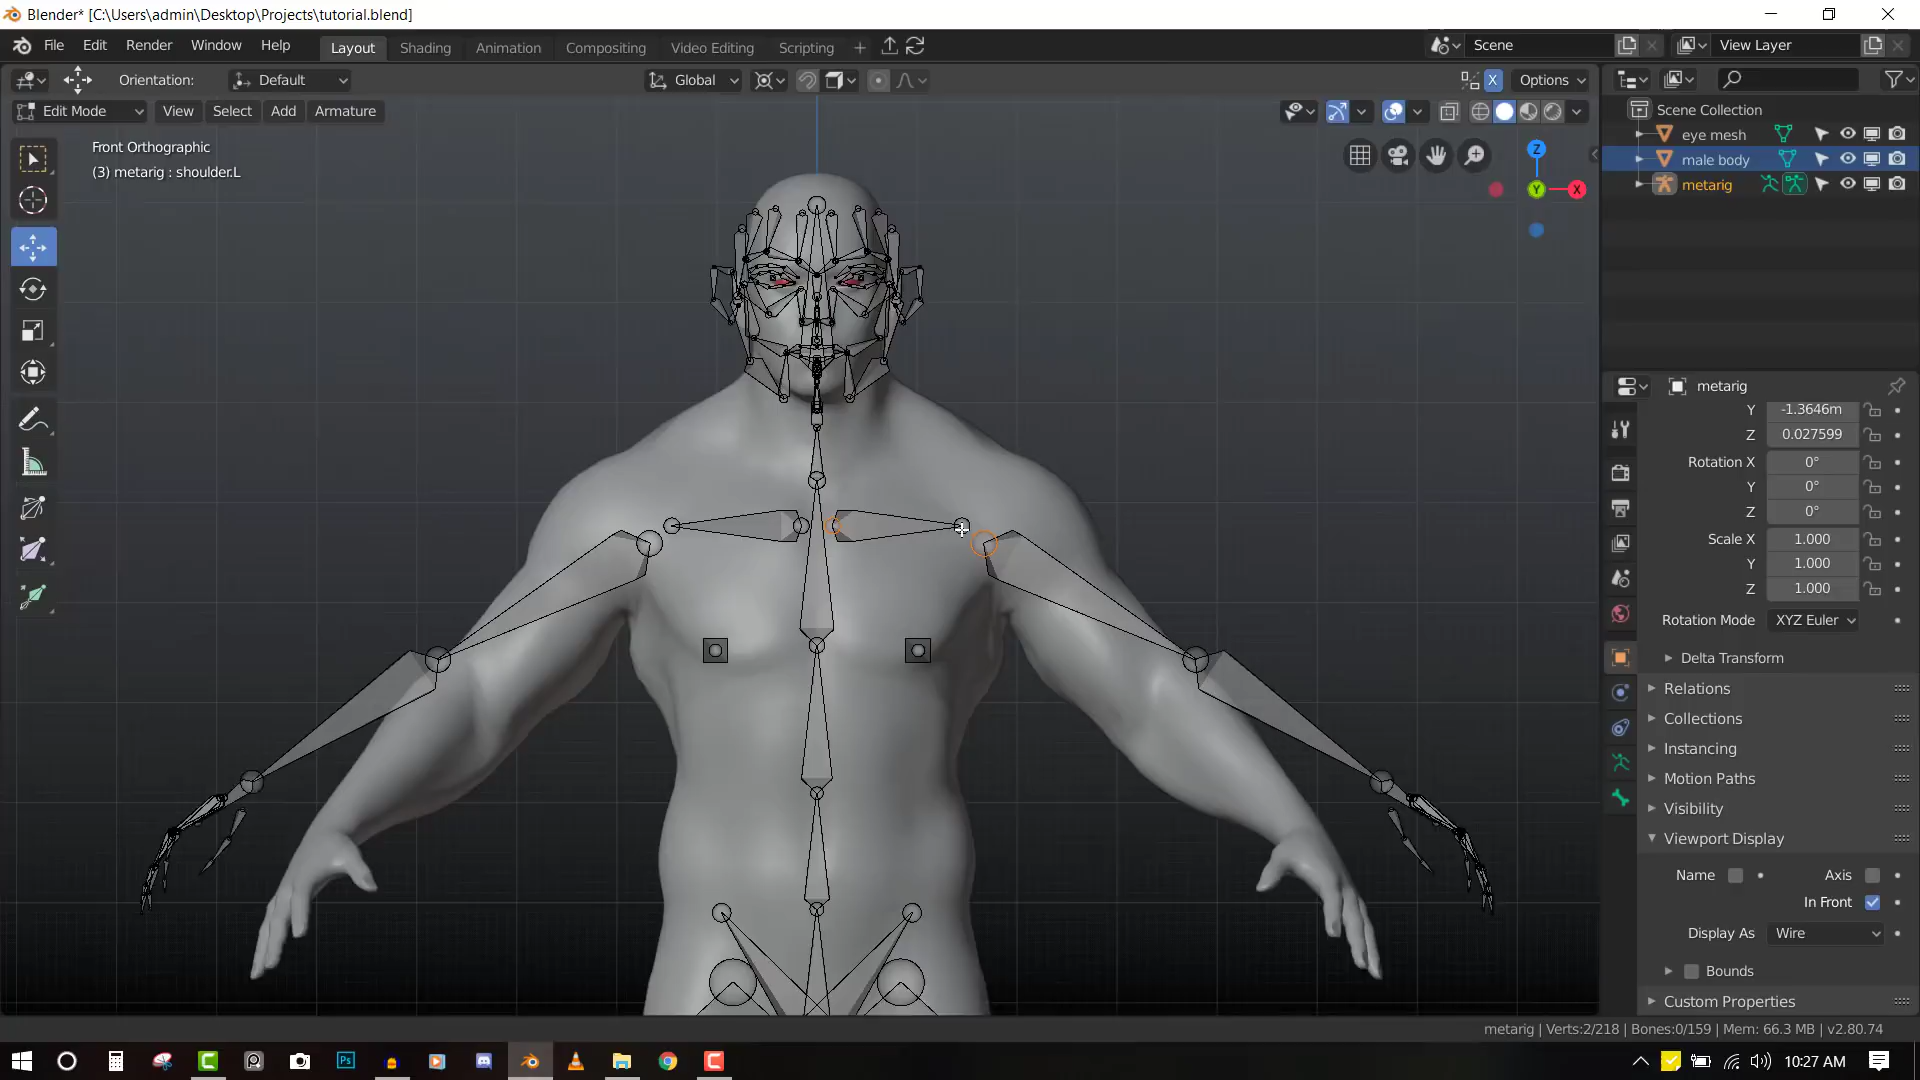 Blender* [C:\Users\admin\Desktop\Projects\tutorial.blend]
File Edit Render Window Help Layout Shading Animation Compositing Motion Paths Video Editing Scripting + Scene View Layer
Orientation: Default Global X Options
Edit Mode View Select Add Armature
Scene Collection
Front Orthographic
eye mesh
(3) metarig : shoulder.L
male body
metarig
Z
Y
X
metarig
Y -1.3646m
Z 0.027599
Rotation X 0°
Y 0°
Z 0°
Scale X 1.000
Y 1.000
Z 1.000
Rotation Mode XYZ Euler
Delta Transform
Relations
Collections
Instancing
Motion Paths
Visibility
Viewport Display
Name Axis
In Front
Display As Wire
Bounds
Custom Properties
metarig | Verts:2/218 | Bones:0/159 | Mem: 66.3 MB | v2.80.74
Ps
10:27 AM